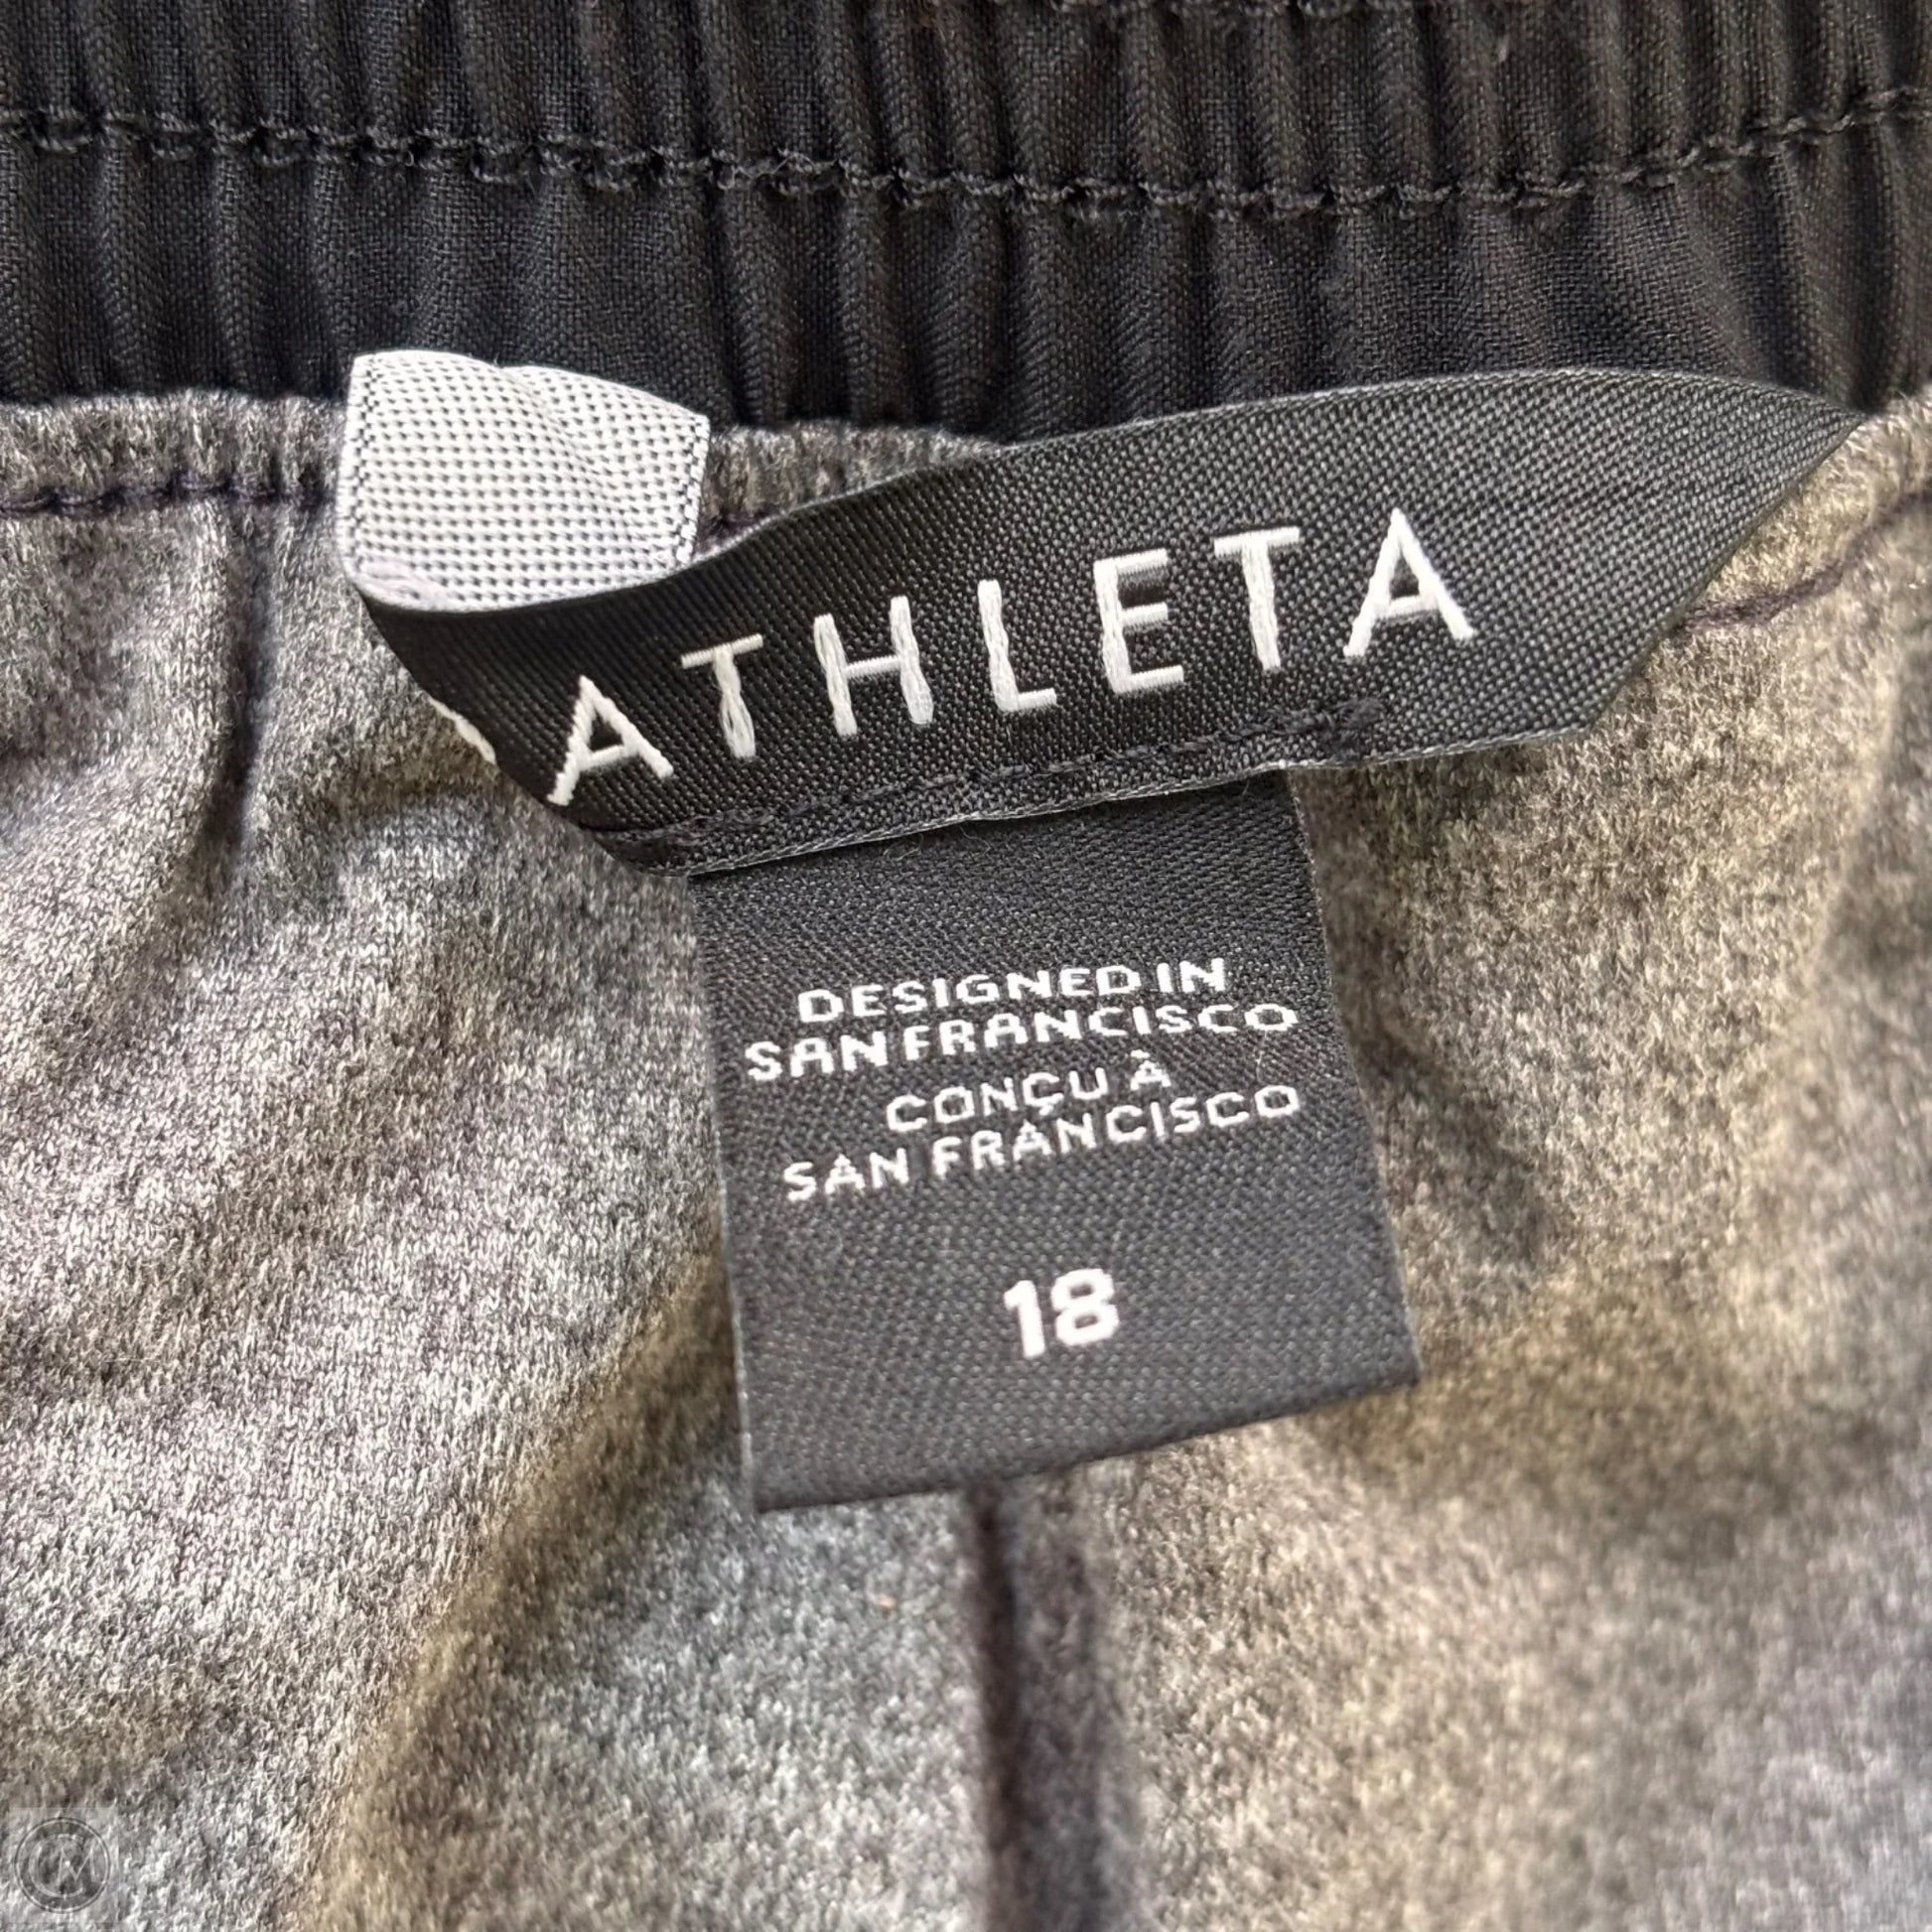 ATHLETA
DESIGNED IN
SAN FRANCISCO
CONÇU À
SAN FRANCISCO
18